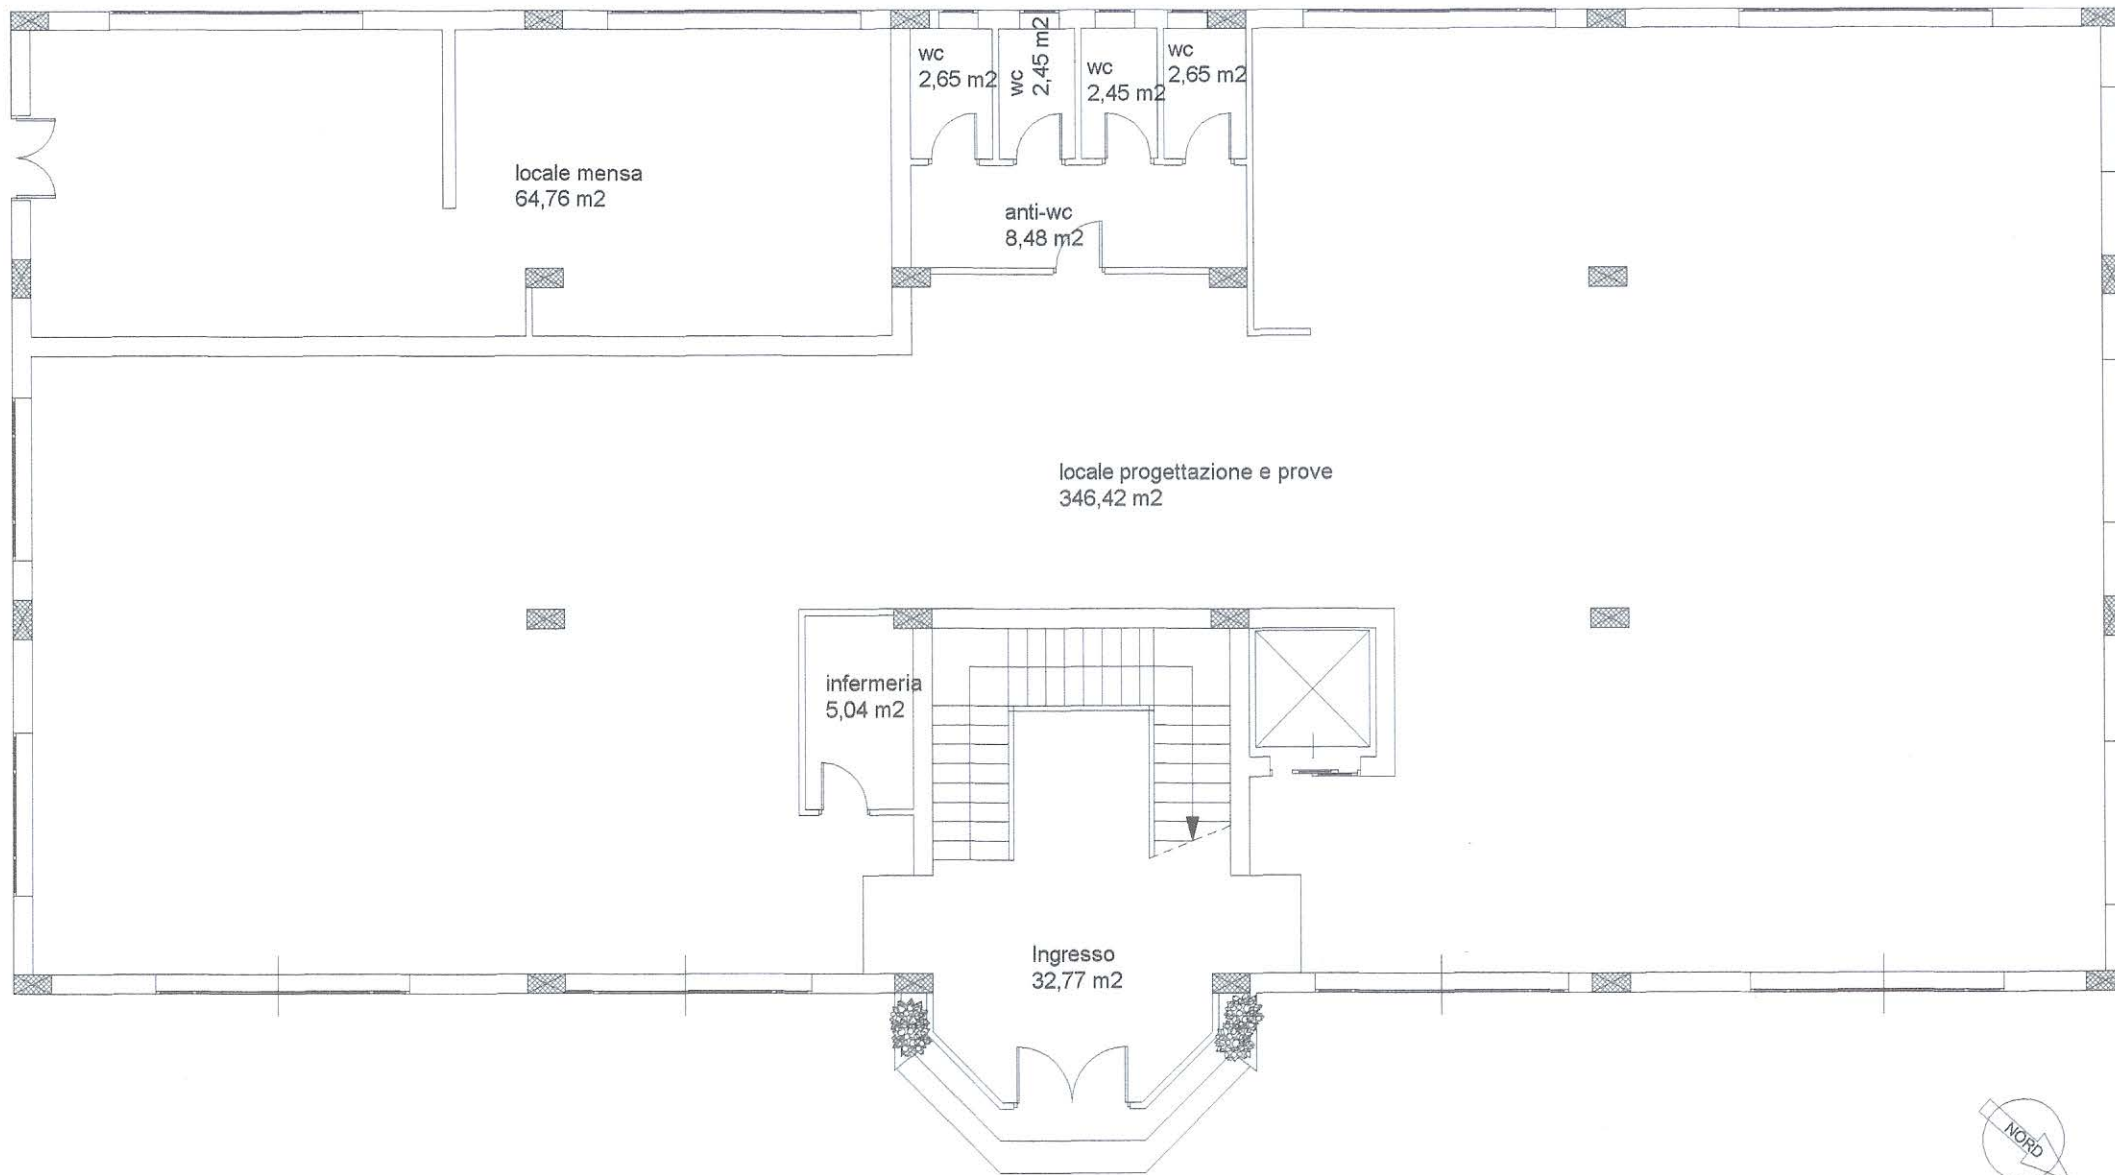 wc
2,65 m2
wc
2,45 m2
wc
2,45 m2
wc
2,65 m2
locale mensa
64,76 m2
anti-wc
8,48 m2
locale progettazione e prove
346,42 m2
infermeria
5,04 m2
Ingresso
32,77 m2
NORD